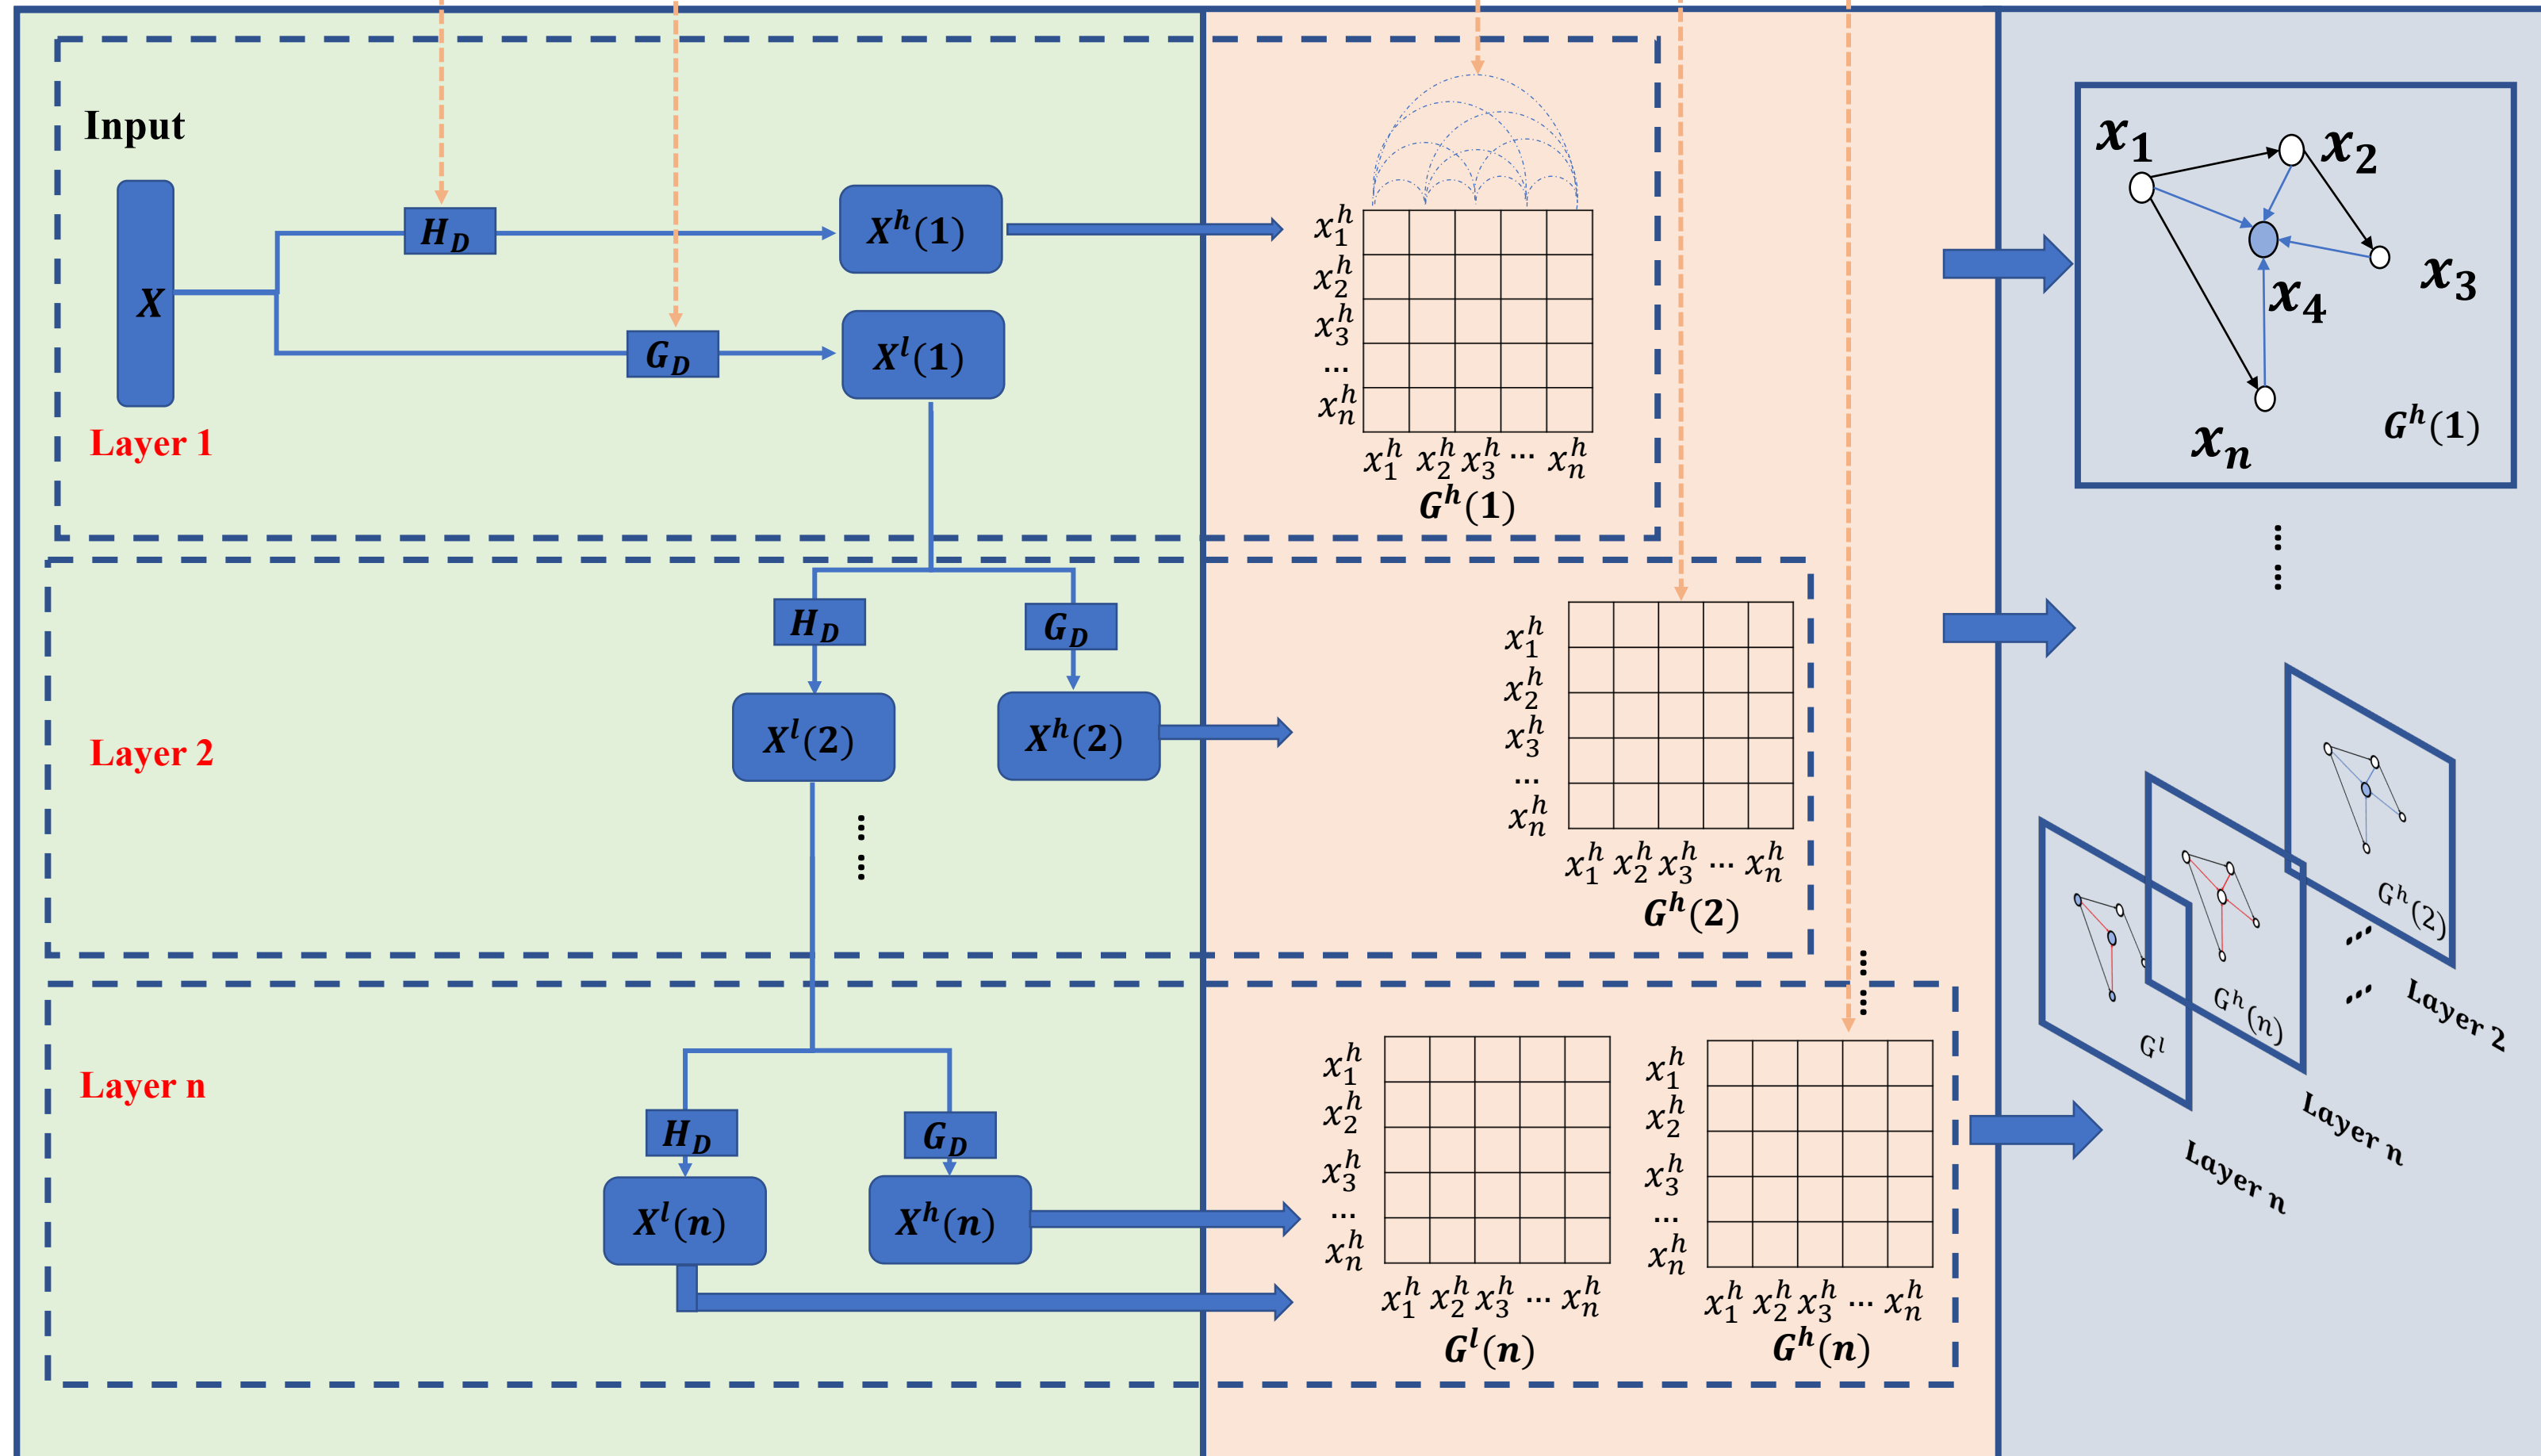 Input
X
H_D
G_D
X^h(1)
X^l(1)
Layer 1
x_1^h
x_2^h
x_3^h
...
x_n^h
x_1^h x_2^h x_3^h ... x_n^h
G^h(1)
x_1
x_2
x_3
x_4
x_n
G^h(1)
Layer 2
H_D
G_D
X^l(2)
X^h(2)
x_1^h
x_2^h
x_3^h
...
x_n^h
x_1^h x_2^h x_3^h ... x_n^h
G^h(2)
Layer n
H_D
G_D
X^l(n)
X^h(n)
x_1^h
x_2^h
x_3^h
...
x_n^h
x_1^h x_2^h x_3^h ... x_n^h
G^l(n)
x_1^h
x_2^h
x_3^h
...
x_n^h
x_1^h x_2^h x_3^h ... x_n^h
G^h(n)
G^h(2)
G^h(n)
G^l
Layer 2
Layer n
Layer n